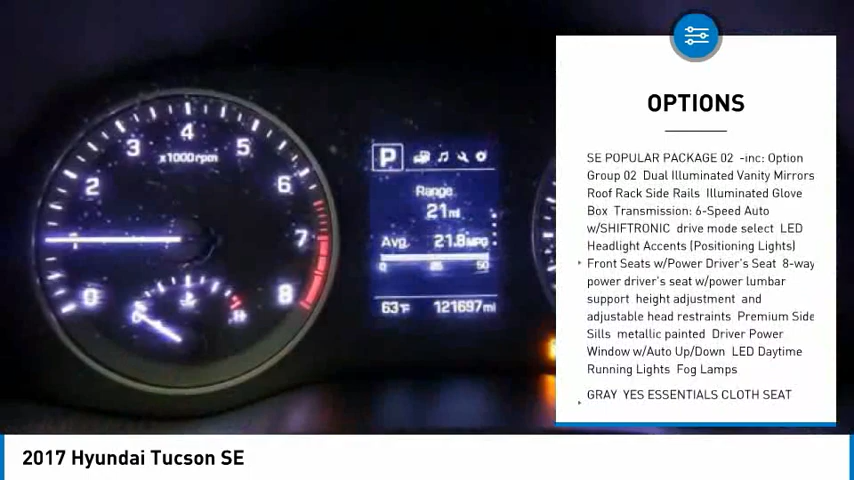 OPTIONS
SE POPULAR PACKAGE 02 -inc: Option
Group 02 Dual Illuminated Vanity Mirrors
Roof Rack Side Rails Illuminated Glove
Box Transmission: 6-Speed Auto
w/SHIFTRONIC drive mode select LED
Headlight Accents (Positioning Lights)
Front Seats w/Power Driver's Seat 8-way
power driver's seat w/power lumbar
support height adjustment and
adjustable head restraints Premium Side
Sills metallic painted Driver Power
Window w/Auto Up/Down LED Daytime
Running Lights Fog Lamps
GRAY YES ESSENTIALS CLOTH SEAT
0 2 3 4 5 6 7 8
x1000rpm
C H
P
Range
21mi
Avg. 21.8MPG
0 25 50
63°F 121697mi
2017 Hyundai Tucson SE